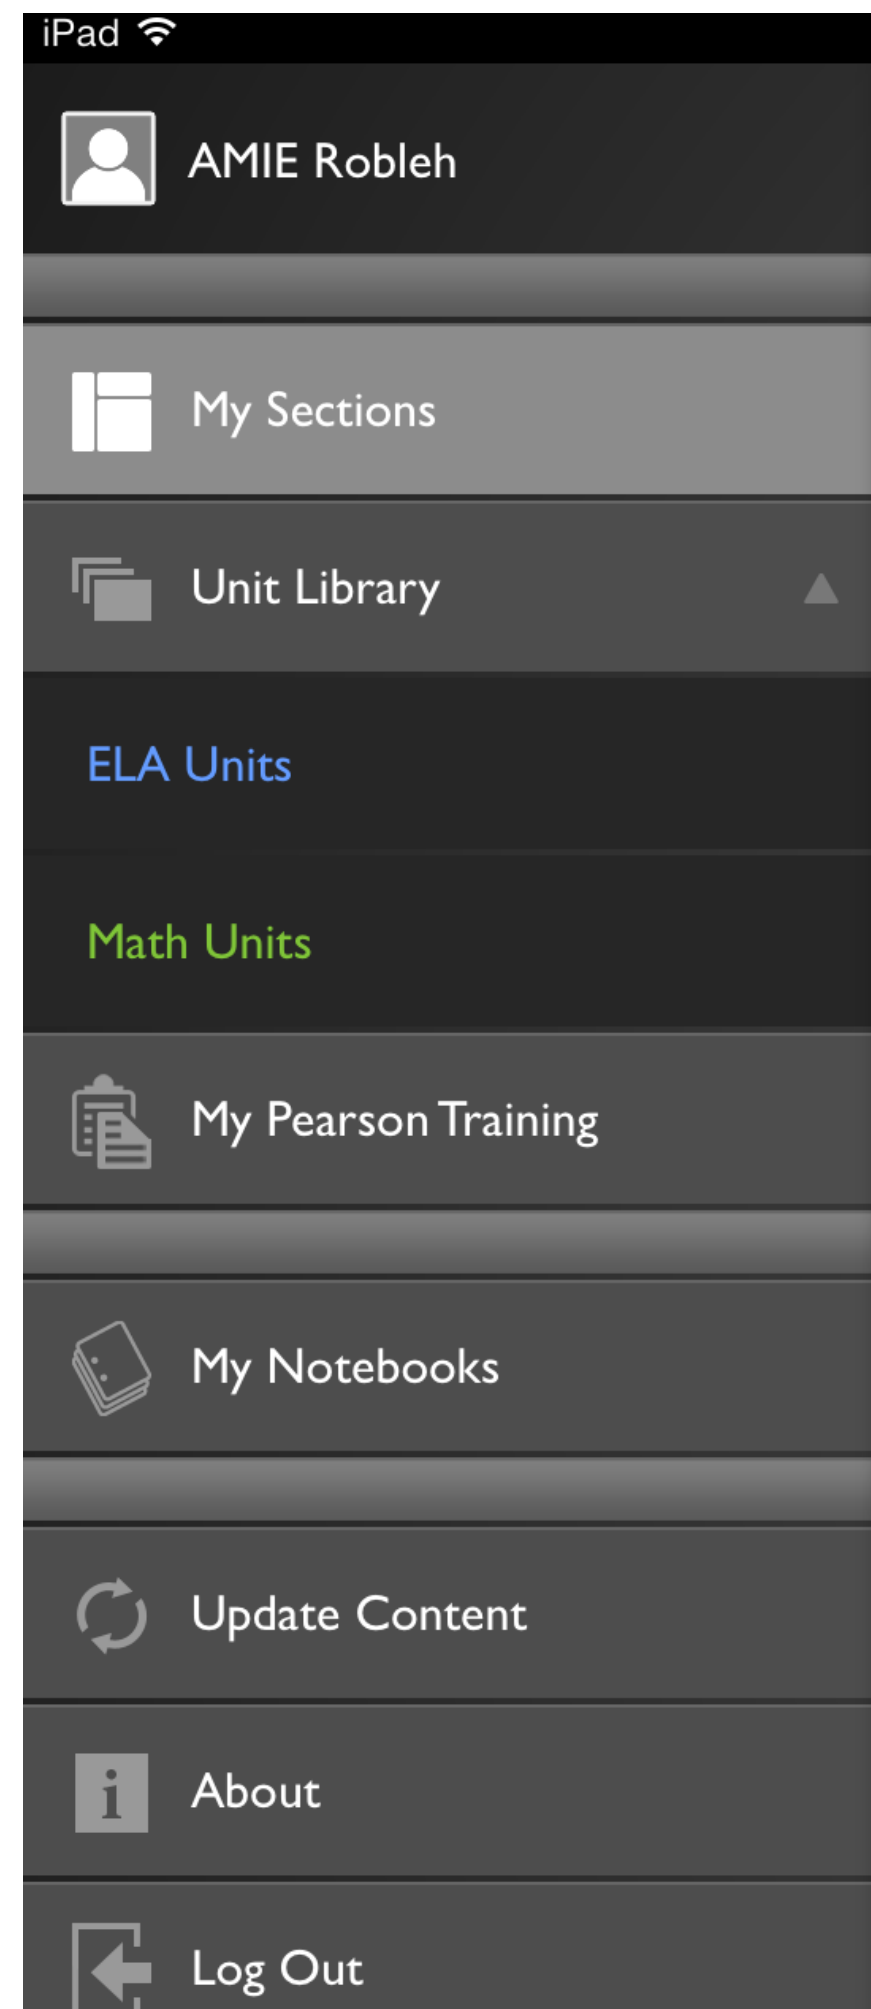 iPad
AMIE Robleh
My Sections
Unit Library
ELA Units
Math Units
My Pearson Training
My Notebooks
Update Content
i About
Log Out